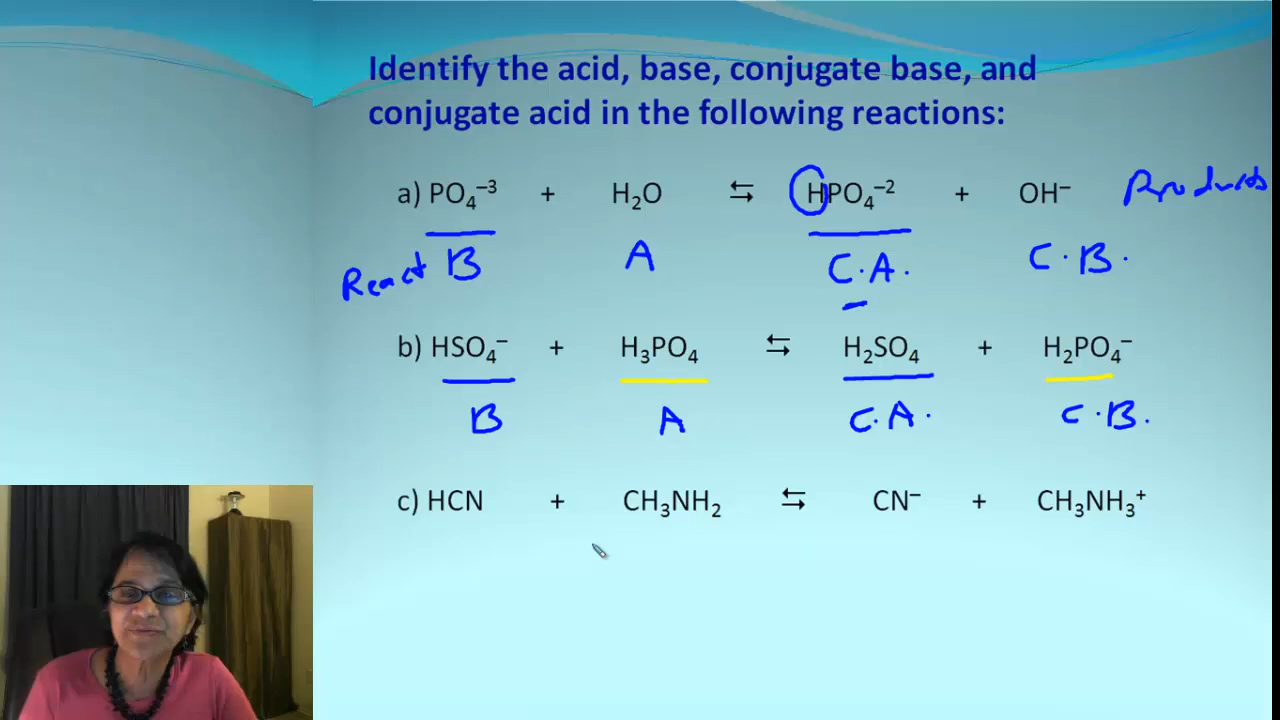 Identify the acid, base, conjugate base, and
conjugate acid in the following reactions:
a) PO₄⁻³ + H₂O ⇆ HPO₄⁻² + OH⁻ Products
React B A C.A. C.B.
b) HSO₄⁻ + H₃PO₄ ⇆ H₂SO₄ + H₂PO₄⁻
B A C.A. C.B.
c) HCN + CH₃NH₂ ⇆ CN⁻ + CH₃NH₃⁺